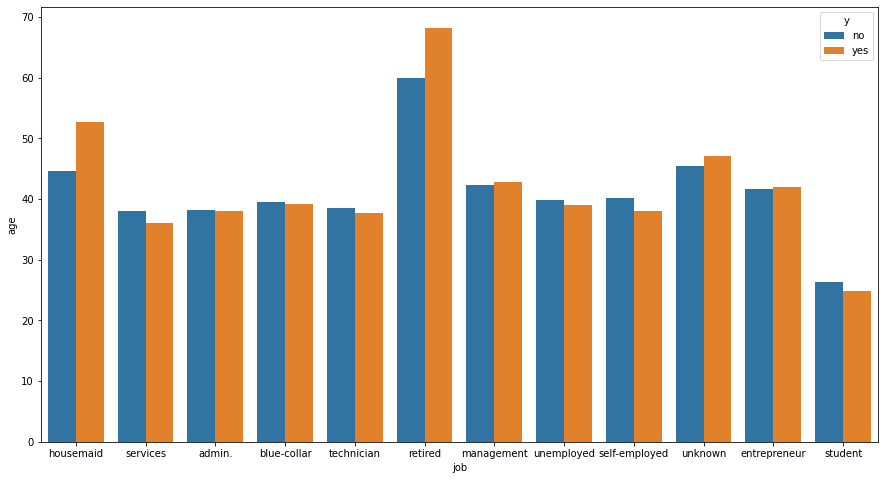 y
no
yes
70
60
50
40
30
20
10
0
age
housemaid services admin. blue-collar technician retired management unemployed self-employed unknown entrepreneur student
job